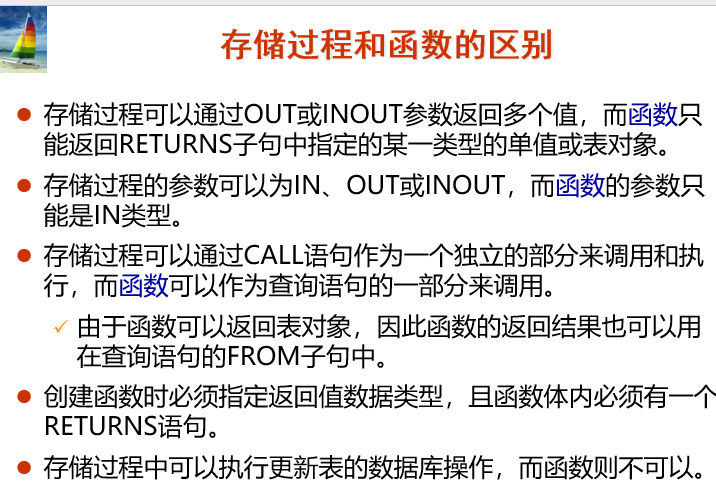 存储过程和函数的区别
存储过程可以通过OUT或INOUT参数返回多个值，而函数只
能返回RETURNS子句中指定的某一类型的单值或表对象。
存储过程的参数可以为IN、OUT或INOUT，而函数的参数只
能是IN类型。
存储过程可以通过CALL语句作为一个独立的部分来调用和执
行，而函数可以作为查询语句的一部分来调用。
由于函数可以返回表对象，因此函数的返回结果也可以用
在查询语句的FROM子句中。
创建函数时必须指定返回值数据类型，且函数体内必须有一个
RETURNS语句。
存储过程中可以执行更新表的数据库操作，而函数则不可以。